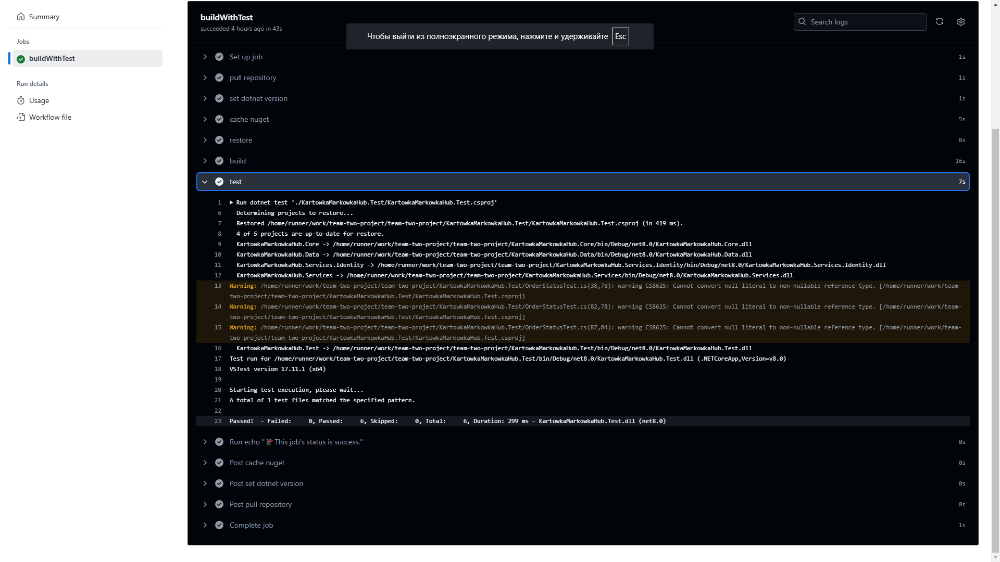 Summary
Jobs
buildWithTest
Run details
Usage
Workflow file
buildWithTest
succeeded 4 hours ago in 43s
Чтобы выйти из полноэкранного режима, нажмите и удерживайте Esc
Search logs
Set up job 1s
pull repository 1s
set dotnet version 1s
cache nuget 5s
restore 8s
build 16s
test 7s
1 Run dotnet test './KartowkaMarkowkaHub.Test/KartowkaMarkowkaHub.Test.csproj'
6 Determining projects to restore...
7 Restored /home/runner/work/team-two-project/team-two-project/KartowkaMarkowkaHub.Test/KartowkaMarkowkaHub.Test.csproj (in 419 ms).
8 4 of 5 projects are up-to-date for restore.
9 KartowkaMarkowkaHub.Core -> /home/runner/work/team-two-project/team-two-project/KartowkaMarkowkaHub.Core/bin/Debug/net8.0/KartowkaMarkowkaHub.Core.dll
10 KartowkaMarkowkaHub.Data -> /home/runner/work/team-two-project/team-two-project/KartowkaMarkowkaHub.Data/bin/Debug/net8.0/KartowkaMarkowkaHub.Data.dll
11 KartowkaMarkowkaHub.Services.Identity -> /home/runner/work/team-two-project/team-two-project/KartowkaMarkowkaHub.Services.Identity/bin/Debug/net8.0/KartowkaMarkowkaHub.Services.Identity.dll
12 KartowkaMarkowkaHub.Services -> /home/runner/work/team-two-project/team-two-project/KartowkaMarkowkaHub.Services/bin/Debug/net8.0/KartowkaMarkowkaHub.Services.dll
13 Warning: /home/runner/work/team-two-project/team-two-project/KartowkaMarkowkaHub.Test/OrderStatusTest.cs(38,78): warning CS8625: Cannot convert null literal to non-nullable reference type. [/home/runner/work/team-
two-project/team-two-project/KartowkaMarkowkaHub.Test/KartowkaMarkowkaHub.Test.csproj]
14 Warning: /home/runner/work/team-two-project/team-two-project/KartowkaMarkowkaHub.Test/OrderStatusTest.cs(82,78): warning CS8625: Cannot convert null literal to non-nullable reference type. [/home/runner/work/team-
two-project/team-two-project/KartowkaMarkowkaHub.Test/KartowkaMarkowkaHub.Test.csproj]
15 Warning: /home/runner/work/team-two-project/team-two-project/KartowkaMarkowkaHub.Test/OrderStatusTest.cs(87,84): warning CS8625: Cannot convert null literal to non-nullable reference type. [/home/runner/work/team-
two-project/team-two-project/KartowkaMarkowkaHub.Test/KartowkaMarkowkaHub.Test.csproj]
16 KartowkaMarkowkaHub.Test -> /home/runner/work/team-two-project/team-two-project/KartowkaMarkowkaHub.Test/bin/Debug/net8.0/KartowkaMarkowkaHub.Test.dll
17 Test run for /home/runner/work/team-two-project/team-two-project/KartowkaMarkowkaHub.Test/bin/Debug/net8.0/KartowkaMarkowkaHub.Test.dll (.NETCoreApp,Version=v8.0)
18 VSTest version 17.11.1 (x64)
19
20 Starting test execution, please wait...
21 A total of 1 test files matched the specified pattern.
22
23 Passed!  - Failed:     0, Passed:     6, Skipped:     0, Total:     6, Duration: 299 ms - KartowkaMarkowkaHub.Test.dll (net8.0)
Run echo " This job's status is success." 0s
Post cache nuget 0s
Post set dotnet version 0s
Post pull repository 0s
Complete job 1s